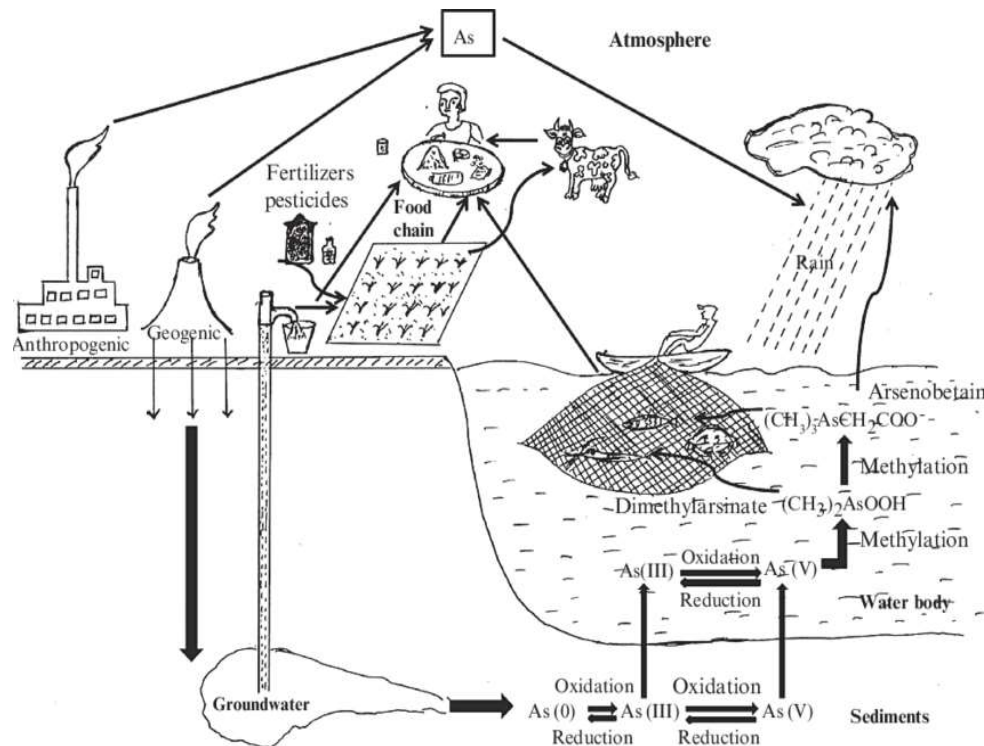 As
Atmosphere
Fertilizers
pesticides
Food
chain
Rain
Anthropogenic
Geogenic
Arsenobetain
(CH₃)₃AsCH₂COO⁻
Methylation
Dimethylarsinate
(CH₃)₂AsOOH
Methylation
As(III)
Oxidation
Reduction
As (V)
Water body
Groundwater
As (0)
Oxidation
Reduction
As (III)
Oxidation
Reduction
As (V)
Sediments